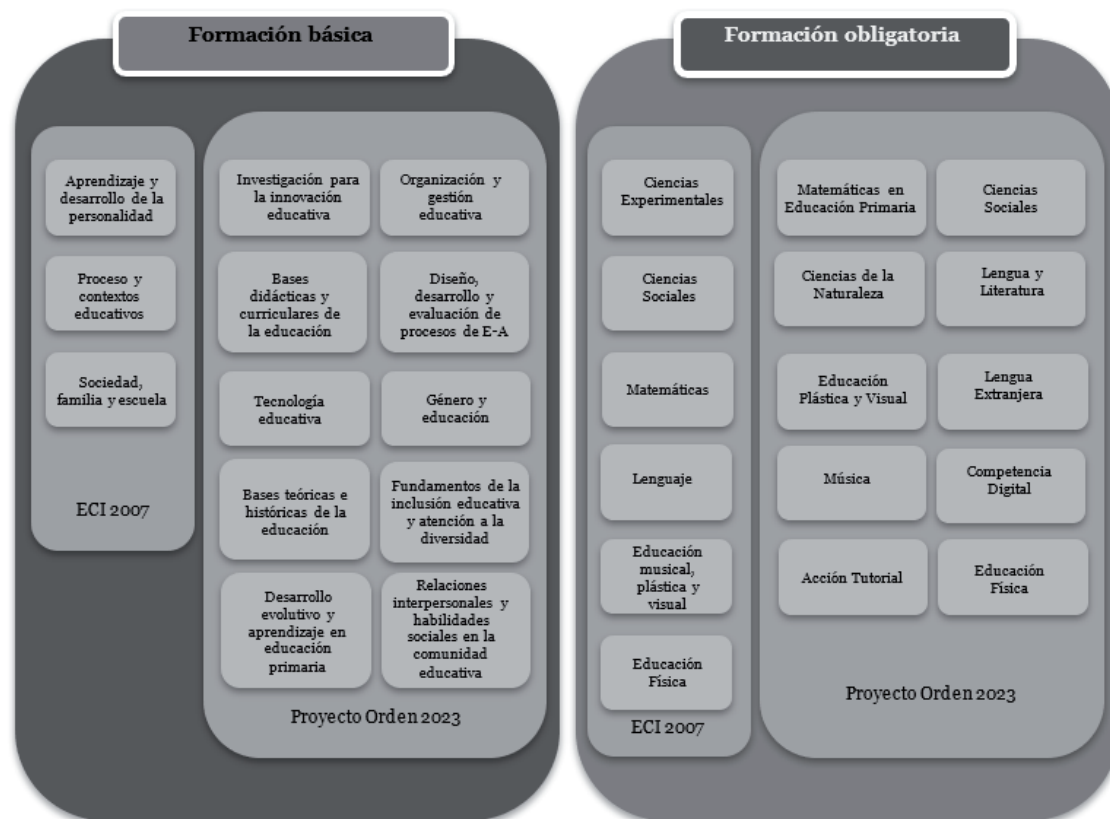 Formación básica
Aprendizaje y
desarrollo de la
personalidad
Proceso y
contextos
educativos
Sociedad,
familia y escuela
ECI 2007
Investigación para
la innovación
educativa
Organización y
gestión
educativa
Bases
didácticas y
curriculares de
la educación
Diseño,
desarrollo y
evaluación de
procesos de E-A
Tecnología
educativa
Género y
educación
Bases teóricas e
históricas de la
educación
Fundamentos de la
inclusión educativa
y atención a la
diversidad
Desarrollo
evolutivo y
aprendizaje en
educación
primaria
Relaciones
interpersonales y
habilidades
sociales en la
comunidad
educativa
Proyecto Orden 2023
Formación obligatoria
Ciencias
Experimentales
Ciencias
Sociales
Matemáticas
Lenguaje
Educación
musical,
plástica y
visual
Educación
Física
ECI 2007
Matemáticas en
Educación Primaria
Ciencias
Sociales
Ciencias de la
Naturaleza
Lengua y
Literatura
Educación
Plástica y Visual
Lengua
Extranjera
Música
Competencia
Digital
Acción Tutorial
Educación
Física
Proyecto Orden 2023